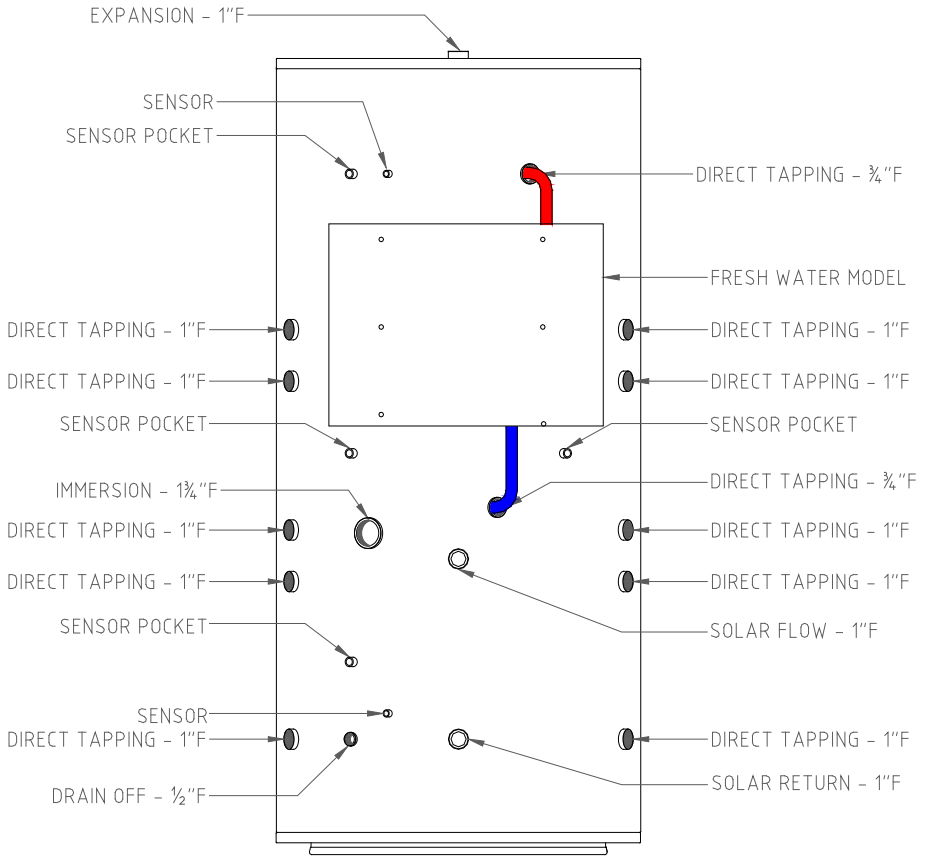 EXPANSION - 1"F
SENSOR
SENSOR POCKET
DIRECT TAPPING - ¾"F
FRESH WATER MODEL
DIRECT TAPPING - 1"F
DIRECT TAPPING - 1"F
DIRECT TAPPING - 1"F
DIRECT TAPPING - 1"F
SENSOR POCKET
SENSOR POCKET
IMMERSION - 1¾"F
DIRECT TAPPING - ¾"F
DIRECT TAPPING - 1"F
DIRECT TAPPING - 1"F
DIRECT TAPPING - 1"F
DIRECT TAPPING - 1"F
SENSOR POCKET
SOLAR FLOW - 1"F
SENSOR
DIRECT TAPPING - 1"F
DIRECT TAPPING - 1"F
DRAIN OFF - ½"F
SOLAR RETURN - 1"F